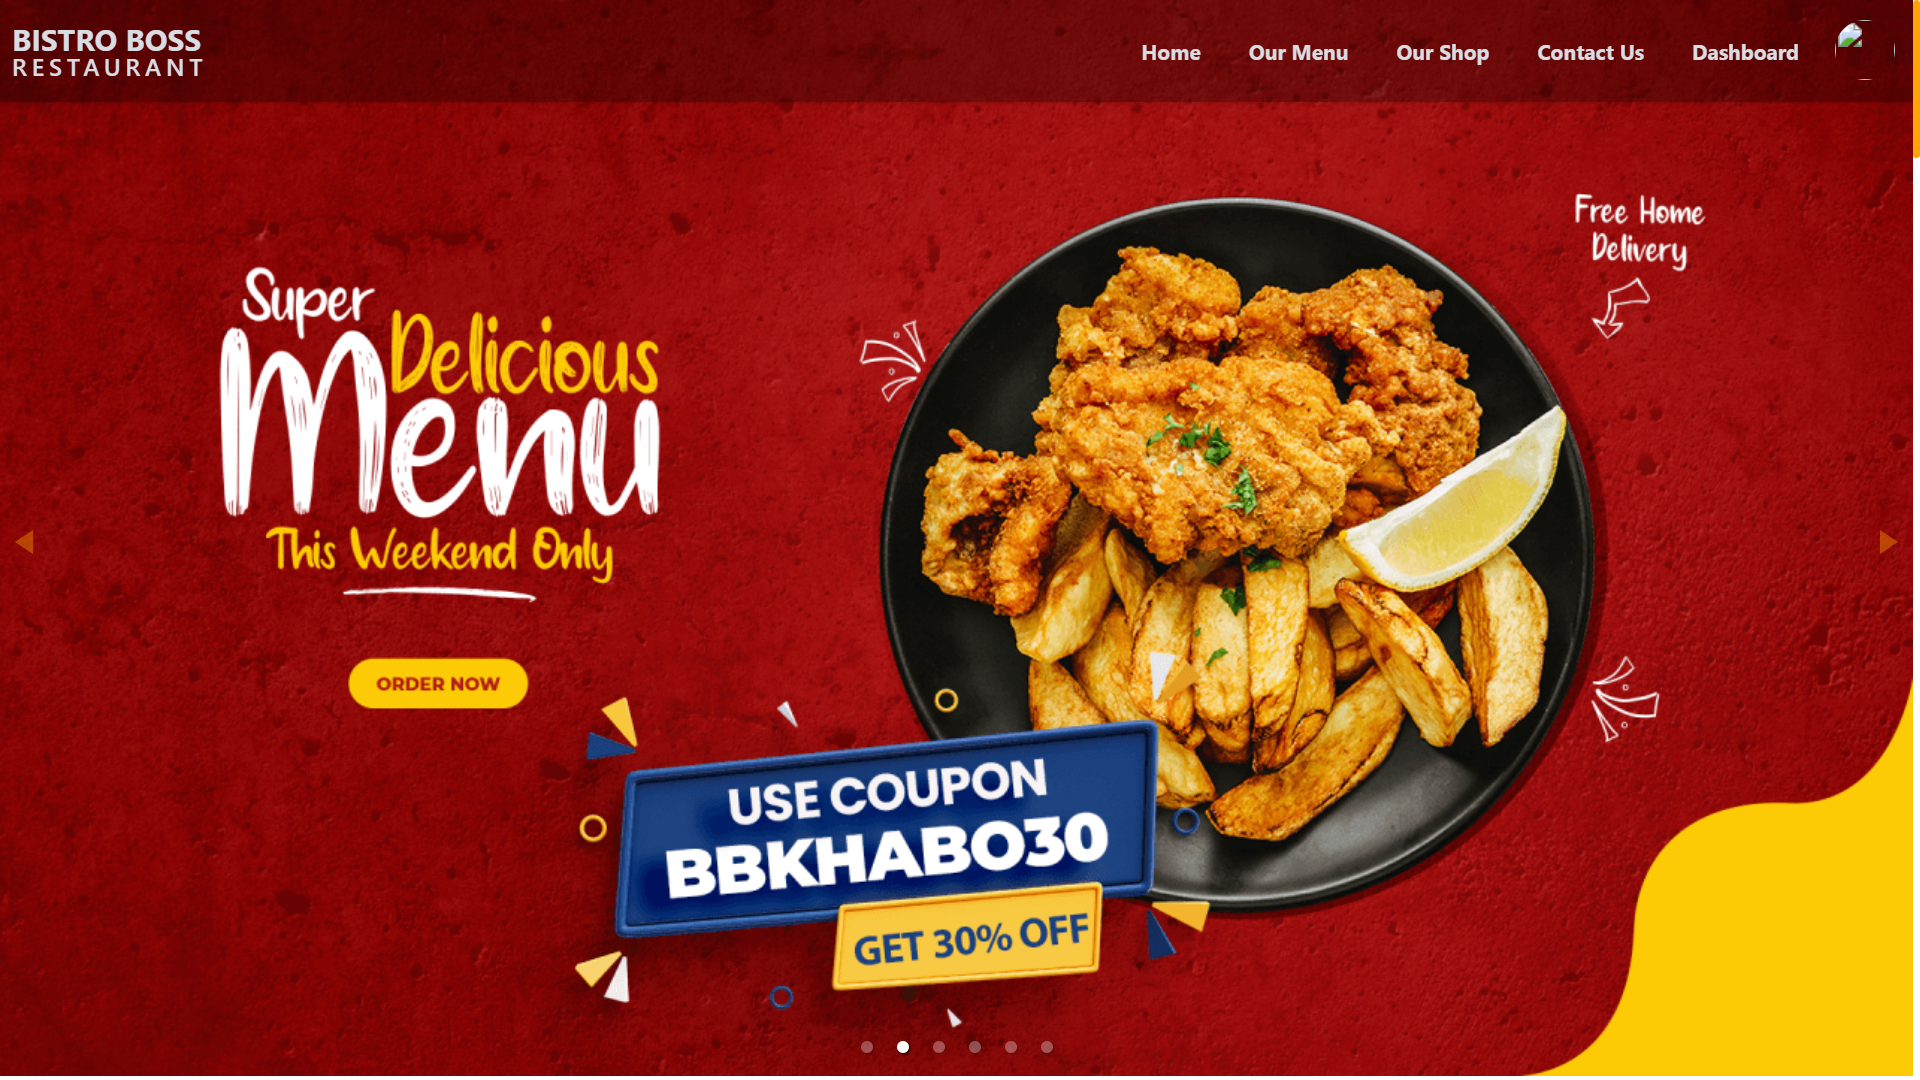 BISTRO BOSS
RESTAURANT
Home Our Menu Our Shop Contact Us Dashboard
Free Home
Delivery
Super
Delicious
Menu
This Weekend Only
ORDER NOW
USE COUPON
BBKHABO30
GET 30% OFF